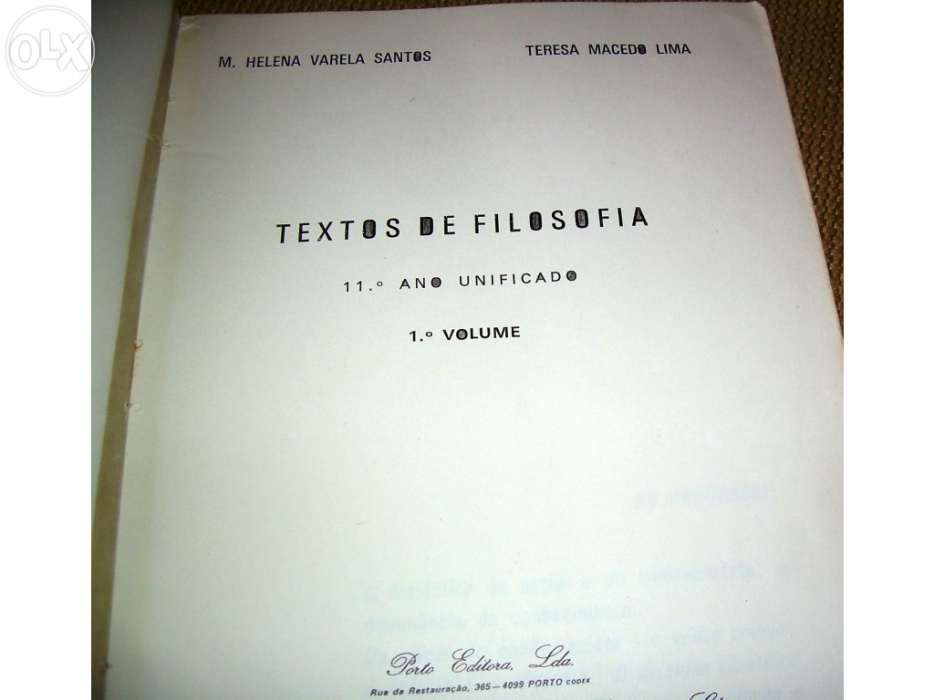 OLX
M. HELENA VARELA SANTOS TERESA MACEDO LIMA
TEXTOS DE FILOSOFIA
11.º ANO UNIFICADO
1.º VOLUME
Porto Editora, Lda.
Rua da Restauração, 365—4099 PORTO CODEX